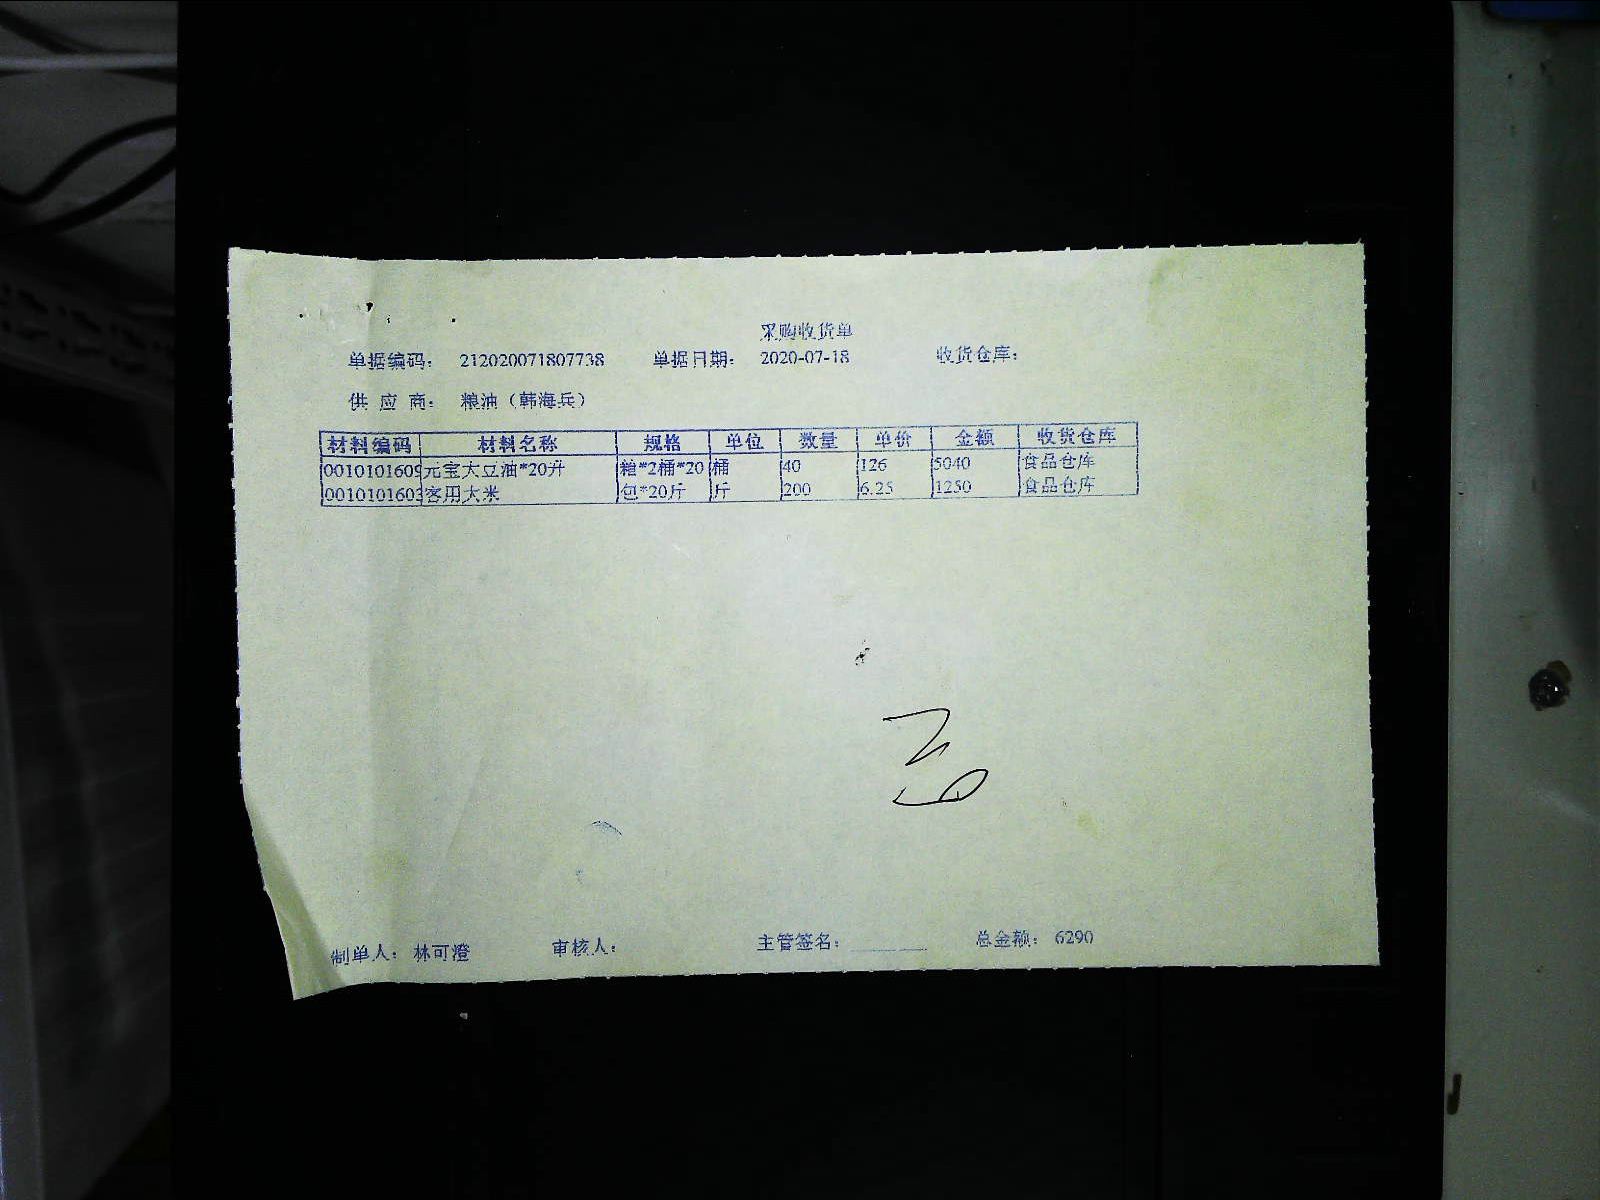 采购收货单
单据编码： 212020071807738 单据日期： 2020-07-18 收货仓库：
供 应 商： 粮油（韩海兵）
材料编码 材料名称 规格 单位 数量 单价 金额 收货仓库
0010101609 元宝大豆油*20升 箱*2桶*20 桶 40 126 5040 食品仓库
0010101603 客用大米 包*20斤 斤 200 6.25 1250 食品仓库
制单人： 林可澄 审核人： 主管签名： 总金额： 6290